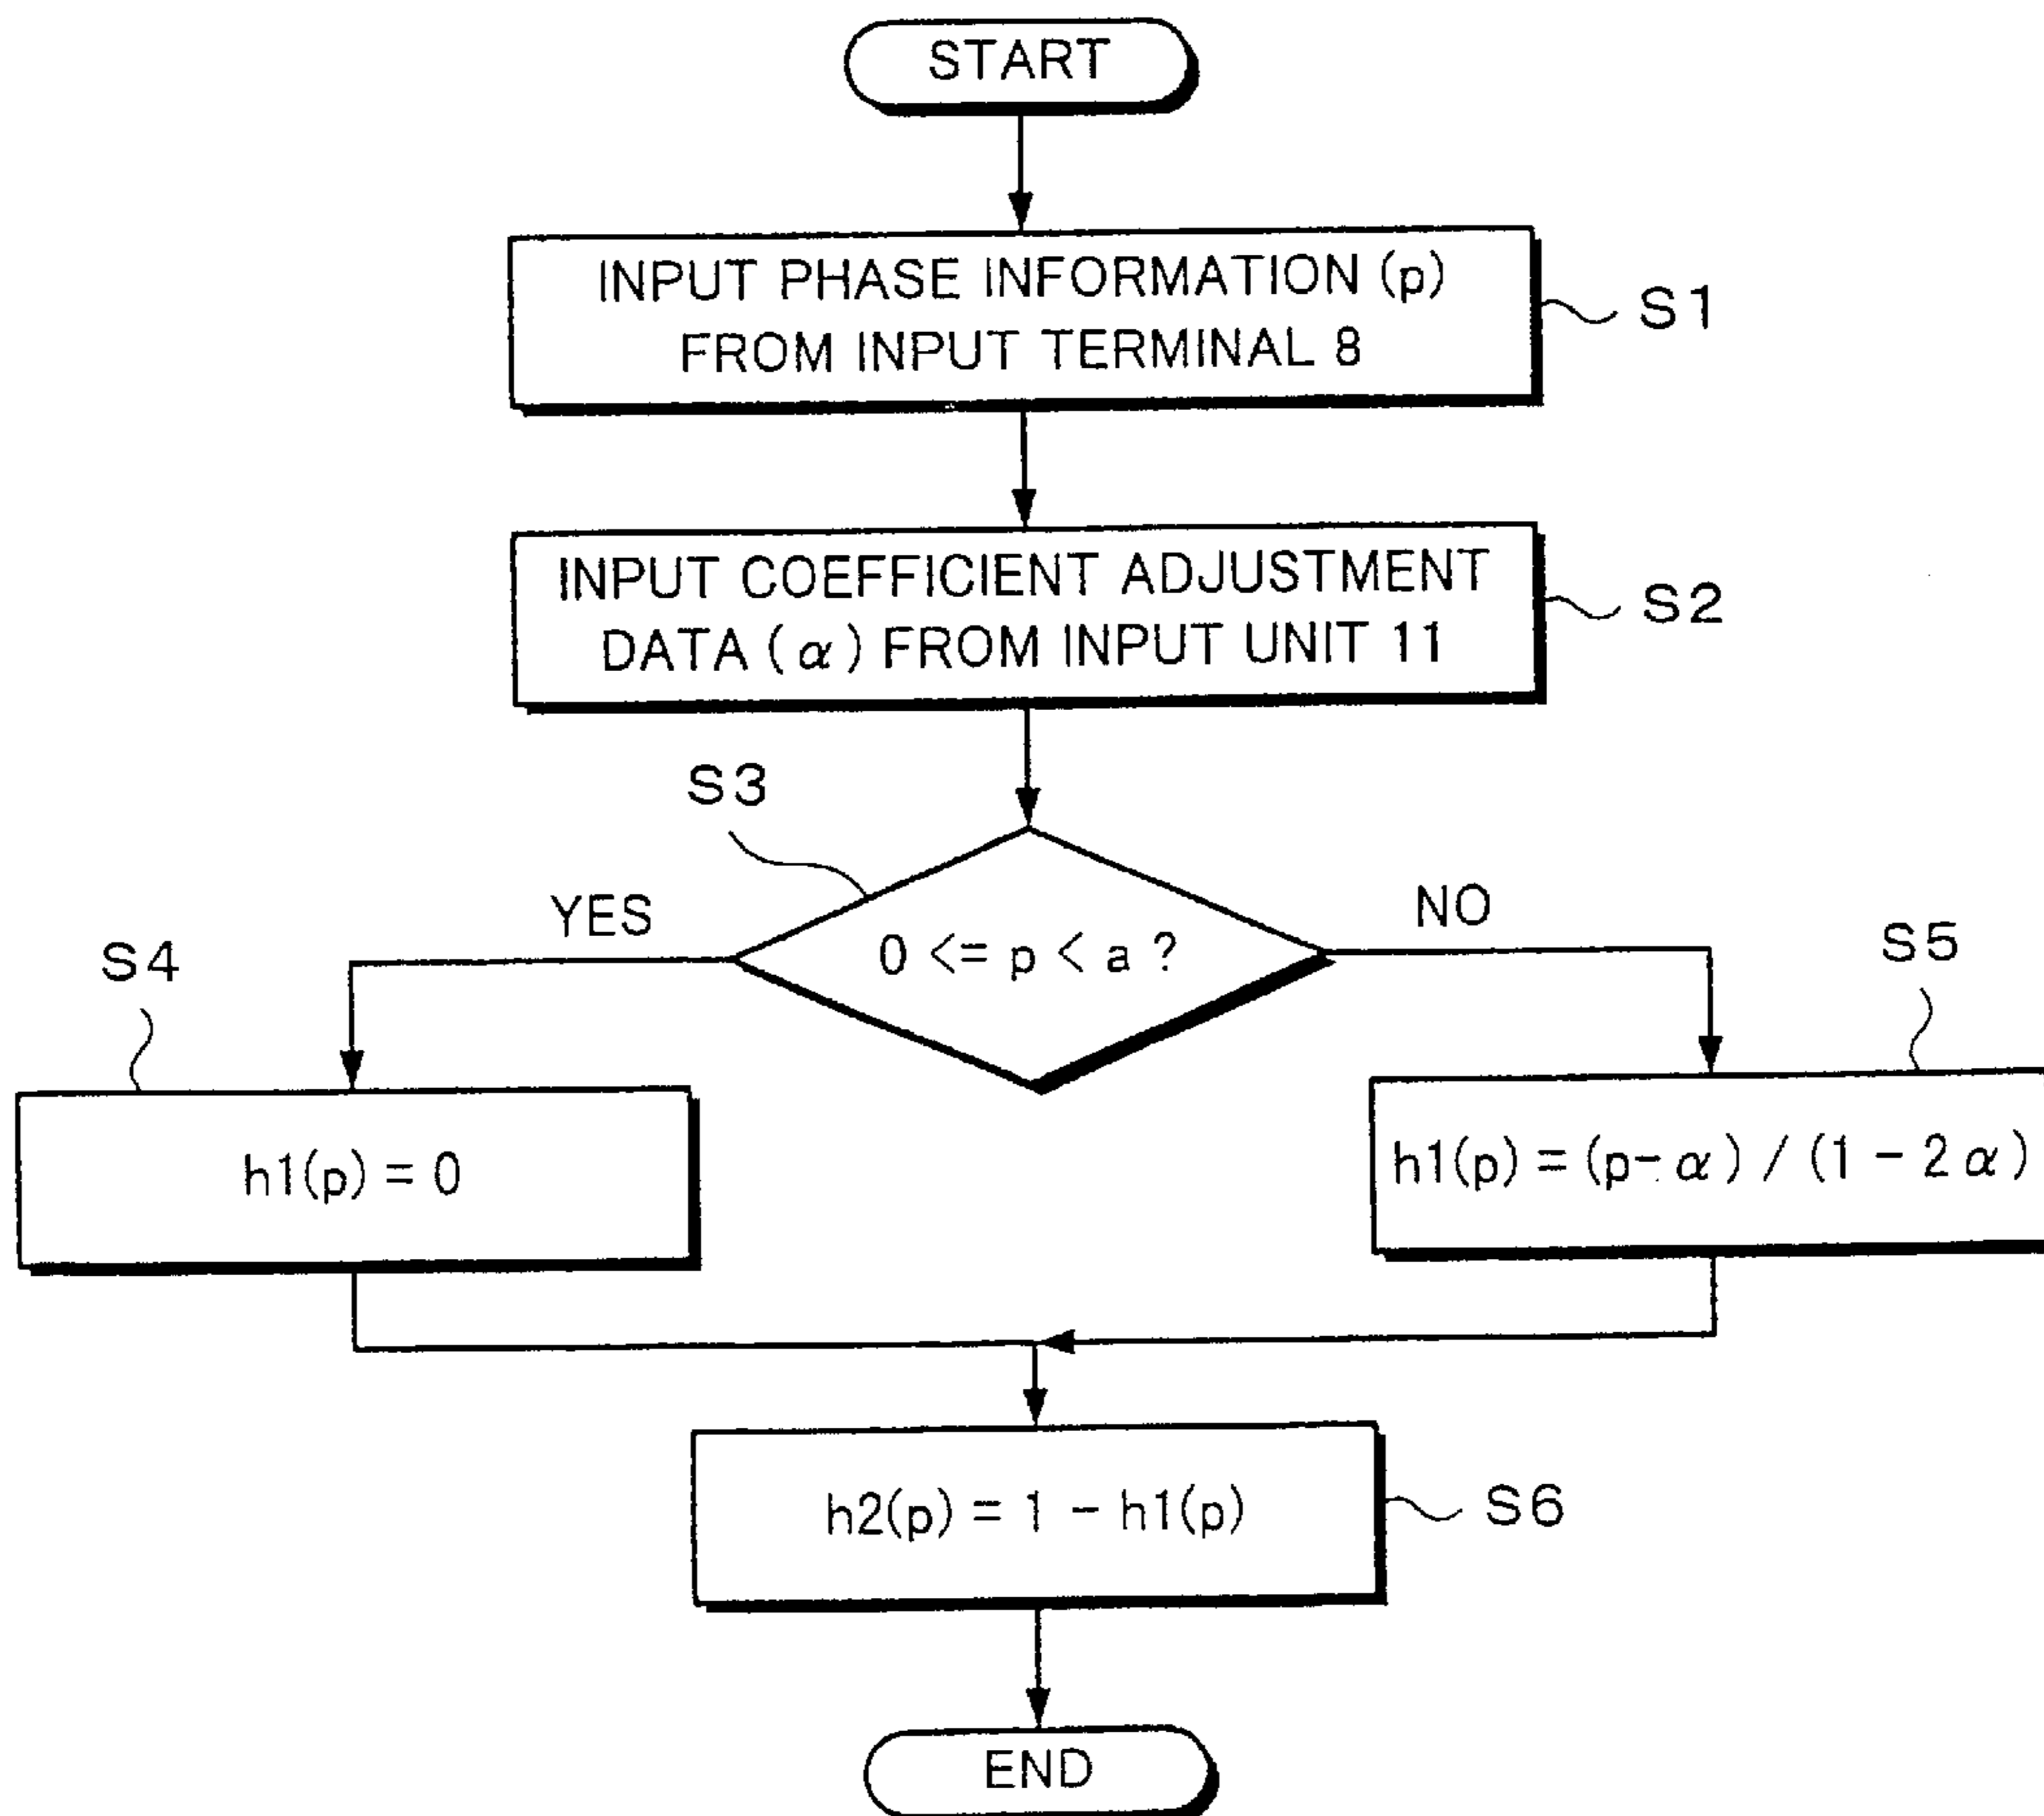 START
INPUT PHASE INFORMATION (p)
FROM INPUT TERMINAL 8
S1
INPUT COEFFICIENT ADJUSTMENT
DATA (α) FROM INPUT UNIT 11
S2
S3
YES
0 <= p < a ?
NO
S4
S5
h1(p) = 0
h1(p) = (p-α) / (1 - 2α)
h2(p) = 1 - h1(p)
S6
END